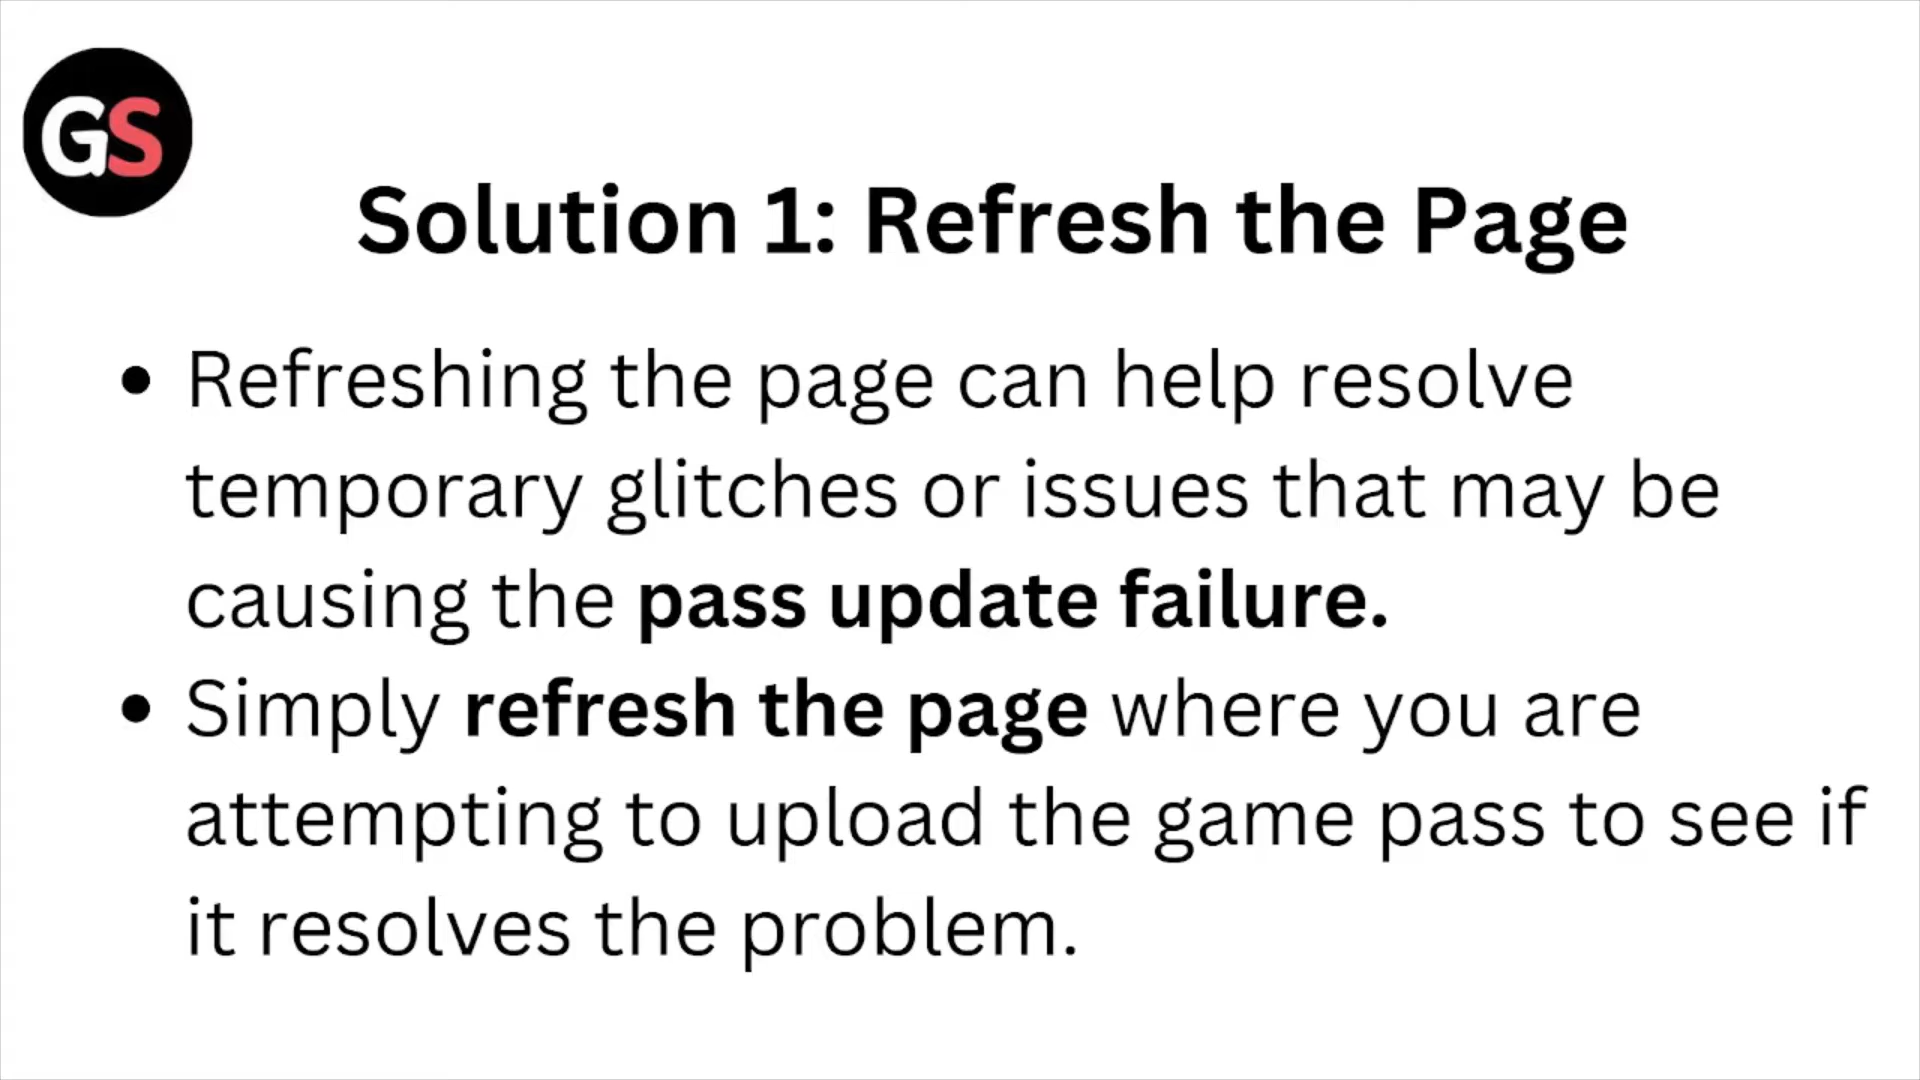 GS
Solution 1: Refresh the Page
• Refreshing the page can help resolve
temporary glitches or issues that may be
causing the pass update failure.
• Simply refresh the page where you are
attempting to upload the game pass to see if
it resolves the problem.